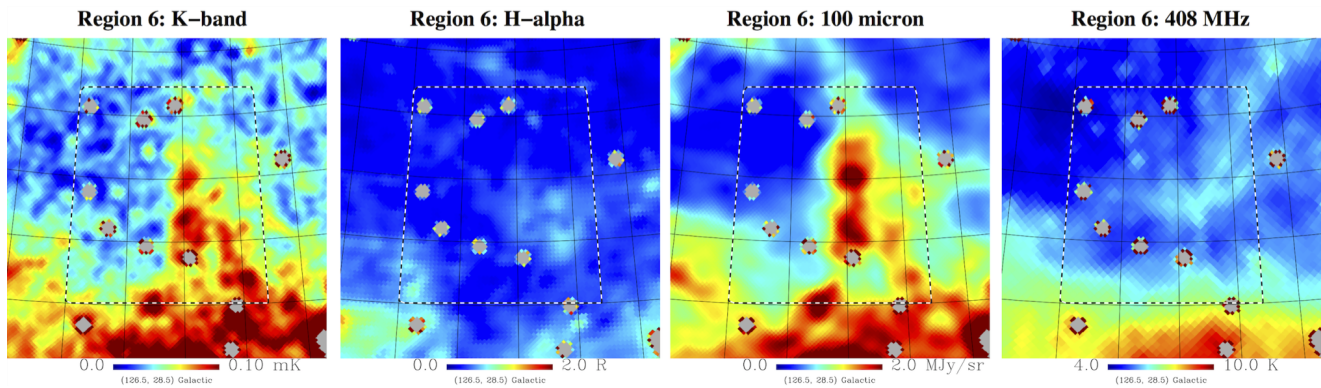 Region 6: K−band
Region 6: H−alpha
Region 6: 100 micron
Region 6: 408 MHz
0.0 0.10 mK
(126.5, 28.5) Galactic
0.0 2.0 R
(126.5, 28.5) Galactic
0.0 2.0 MJy/sr
(126.5, 28.5) Galactic
4.0 10.0 K
(126.5, 28.5) Galactic